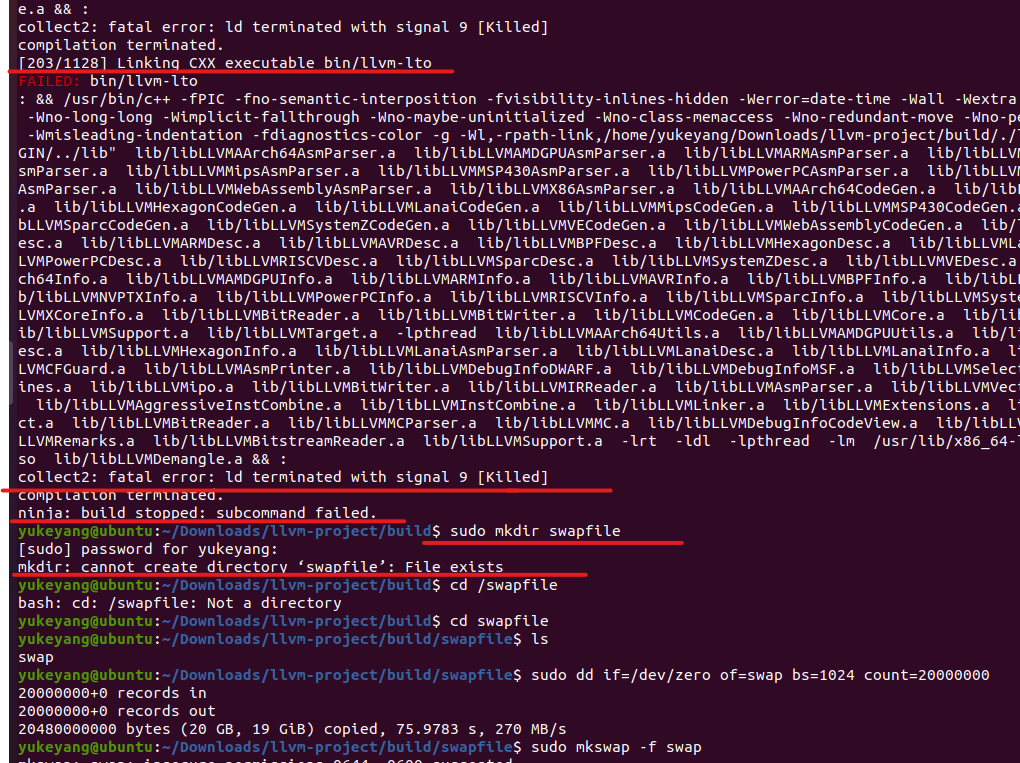 e.a && :
collect2: fatal error: ld terminated with signal 9 [Killed]
compilation terminated.
[203/1128] Linking CXX executable bin/llvm-lto
FAILED: bin/llvm-lto
: && /usr/bin/c++ -fPIC -fno-semantic-interposition -fvisibility-inlines-hidden -Werror=date-time -Wall -Wextra
-Wno-long-long -Wimplicit-fallthrough -Wno-maybe-uninitialized -Wno-class-memaccess -Wno-redundant-move -Wno-pe
-Wmisleading-indentation -fdiagnostics-color -g -Wl,-rpath-link,/home/yukeyang/Downloads/llvm-project/build/./l
GIN/../lib" lib/libLLVMAArch64AsmParser.a lib/libLLVMAMDGPUAsmParser.a lib/libLLVMARMAsmParser.a lib/libLLVM
smParser.a lib/libLLVMMipsAsmParser.a lib/libLLVMMSP430AsmParser.a lib/libLLVMPowerPCAsmParser.a lib/libLLVM
AsmParser.a lib/libLLVMWebAssemblyAsmParser.a lib/libLLVMX86AsmParser.a lib/libLLVMAArch64CodeGen.a lib/libL
.a lib/libLLVMHexagonCodeGen.a lib/libLLVMLanaiCodeGen.a lib/libLLVMMipsCodeGen.a lib/libLLVMMSP430CodeGen.a
bLLVMSparcCodeGen.a lib/libLLVMSystemZCodeGen.a lib/libLLVMVECodeGen.a lib/libLLVMWebAssemblyCodeGen.a lib/l
esc.a lib/libLLVMARMDesc.a lib/libLLVMAVRDesc.a lib/libLLVMBPFDesc.a lib/libLLVMHexagonDesc.a lib/libLLVMLa
LVMPowerPCDesc.a lib/libLLVMRISCVDesc.a lib/libLLVMSparcDesc.a lib/libLLVMSystemZDesc.a lib/libLLVMVEDesc.a
ch64Info.a lib/libLLVMAMDGPUInfo.a lib/libLLVMARMInfo.a lib/libLLVMAVRInfo.a lib/libLLVMBPFInfo.a lib/libLL
b/libLLVMNVPTXInfo.a lib/libLLVMPowerPCInfo.a lib/libLLVMRISCVInfo.a lib/libLLVMSparcInfo.a lib/libLLVMSyste
LVMXCoreInfo.a lib/libLLVMBitReader.a lib/libLLVMBitWriter.a lib/libLLVMCodeGen.a lib/libLLVMCore.a lib/lib
ib/libLLVMSupport.a lib/libLLVMTarget.a -lpthread lib/libLLVMAArch64Utils.a lib/libLLVMAMDGPUUtils.a lib/li
esc.a lib/libLLVMHexagonInfo.a lib/libLLVMLanaiAsmParser.a lib/libLLVMLanaiDesc.a lib/libLLVMLanaiInfo.a l
LVMCFGuard.a lib/libLLVMAsmPrinter.a lib/libLLVMDebugInfoDWARF.a lib/libLLVMDebugInfoMSF.a lib/libLLVMSelect
ines.a lib/libLLVMipo.a lib/libLLVMBitWriter.a lib/libLLVMIRReader.a lib/libLLVMAsmParser.a lib/libLLVMVect
lib/libLLVMAggressiveInstCombine.a lib/libLLVMInstCombine.a lib/libLLVMLinker.a lib/libLLVMExtensions.a l
ct.a lib/libLLVMBitReader.a lib/libLLVMMCParser.a lib/libLLVMMC.a lib/libLLVMDebugInfoCodeView.a lib/libLLV
LLVMRemarks.a lib/libLLVMBitstreamReader.a lib/libLLVMSupport.a -lrt -ldl -lpthread -lm /usr/lib/x86_64-l
so lib/libLLVMDemangle.a && :
collect2: fatal error: ld terminated with signal 9 [Killed]
compilation terminated.
ninja: build stopped: subcommand failed.
yukeyang@ubuntu:~/Downloads/llvm-project/build$ sudo mkdir swapfile
[sudo] password for yukeyang:
mkdir: cannot create directory ‘swapfile’: File exists
yukeyang@ubuntu:~/Downloads/llvm-project/build$ cd /swapfile
bash: cd: /swapfile: Not a directory
yukeyang@ubuntu:~/Downloads/llvm-project/build$ cd swapfile
yukeyang@ubuntu:~/Downloads/llvm-project/build/swapfile$ ls
swap
yukeyang@ubuntu:~/Downloads/llvm-project/build/swapfile$ sudo dd if=/dev/zero of=swap bs=1024 count=20000000
20000000+0 records in
20000000+0 records out
20480000000 bytes (20 GB, 19 GiB) copied, 75.9783 s, 270 MB/s
yukeyang@ubuntu:~/Downloads/llvm-project/build/swapfile$ sudo mkswap -f swap